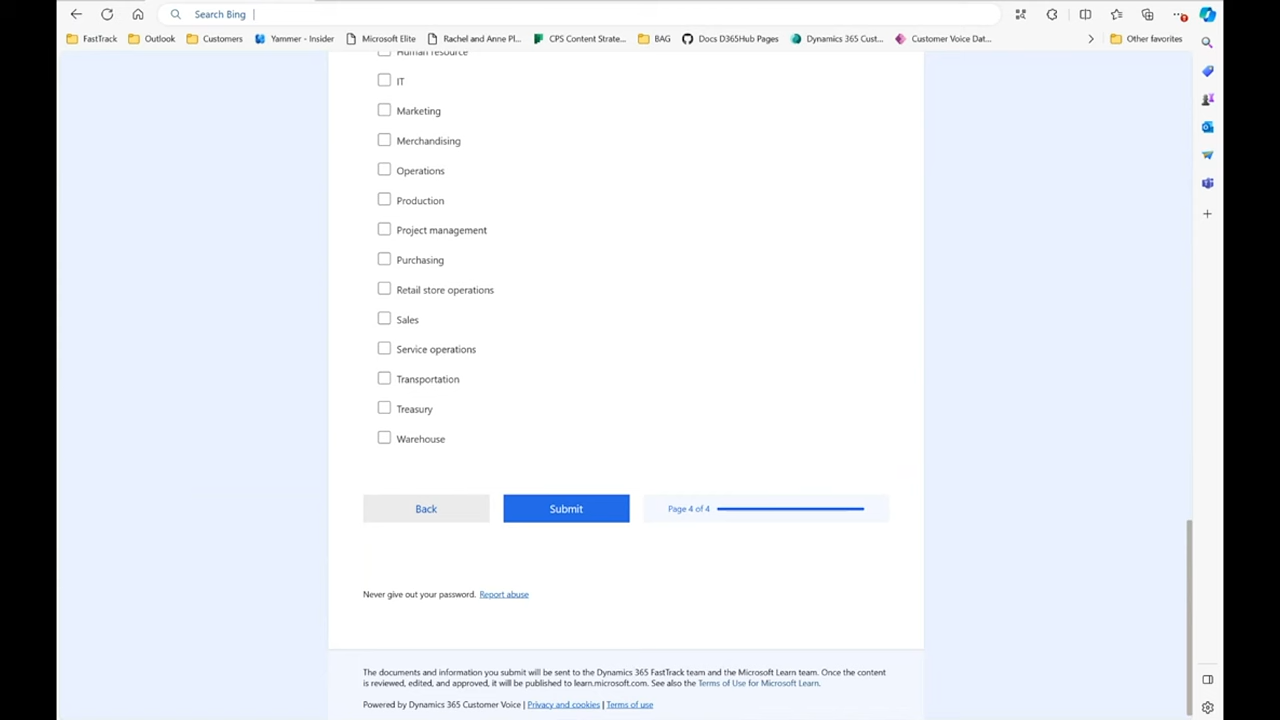 Search Bing
FastTrack
Outlook
Customers
Yammer - Insider
Microsoft Elite
Rachel and Anne Pl...
CPS Content Strate...
BAG
Docs D365Hub Pages
Dynamics 365 Cust...
Customer Voice Dat...
Other favorites
Human resource
IT
Marketing
Merchandising
Operations
Production
Project management
Purchasing
Retail store operations
Sales
Service operations
Transportation
Treasury
Warehouse
Back
Submit
Page 4 of 4
Never give out your password. Report abuse
The documents and information you submit will be sent to the Dynamics 365 FastTrack team and the Microsoft Learn team. Once the content
is reviewed, edited, and approved, it will be published to learn.microsoft.com. See also the Terms of Use for Microsoft Learn.
Powered by Dynamics 365 Customer Voice | Privacy and cookies | Terms of use